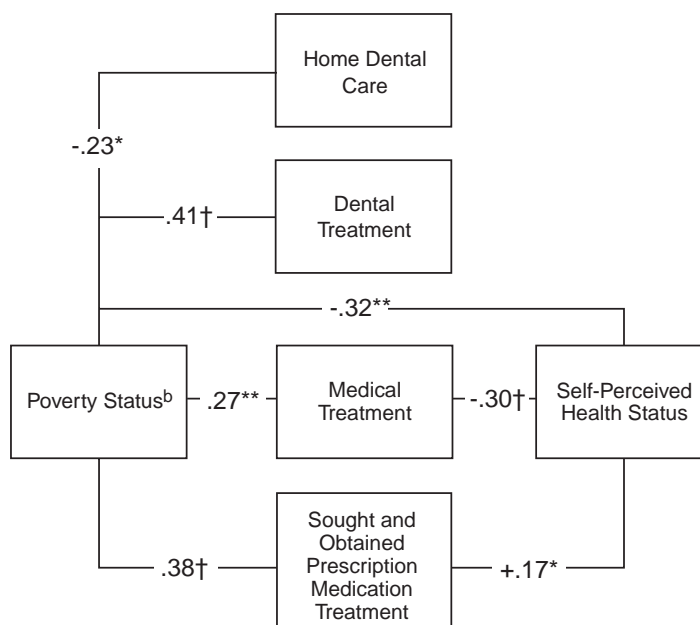 Home Dental
Care
-.23*
.41†
Dental
Treatment
-.32**
Poverty Statusᵇ
.27**
Medical
Treatment
-.30†
Self-Perceived
Health Status
Sought and
Obtained
Prescription
Medication
Treatment
.38†
+.17*